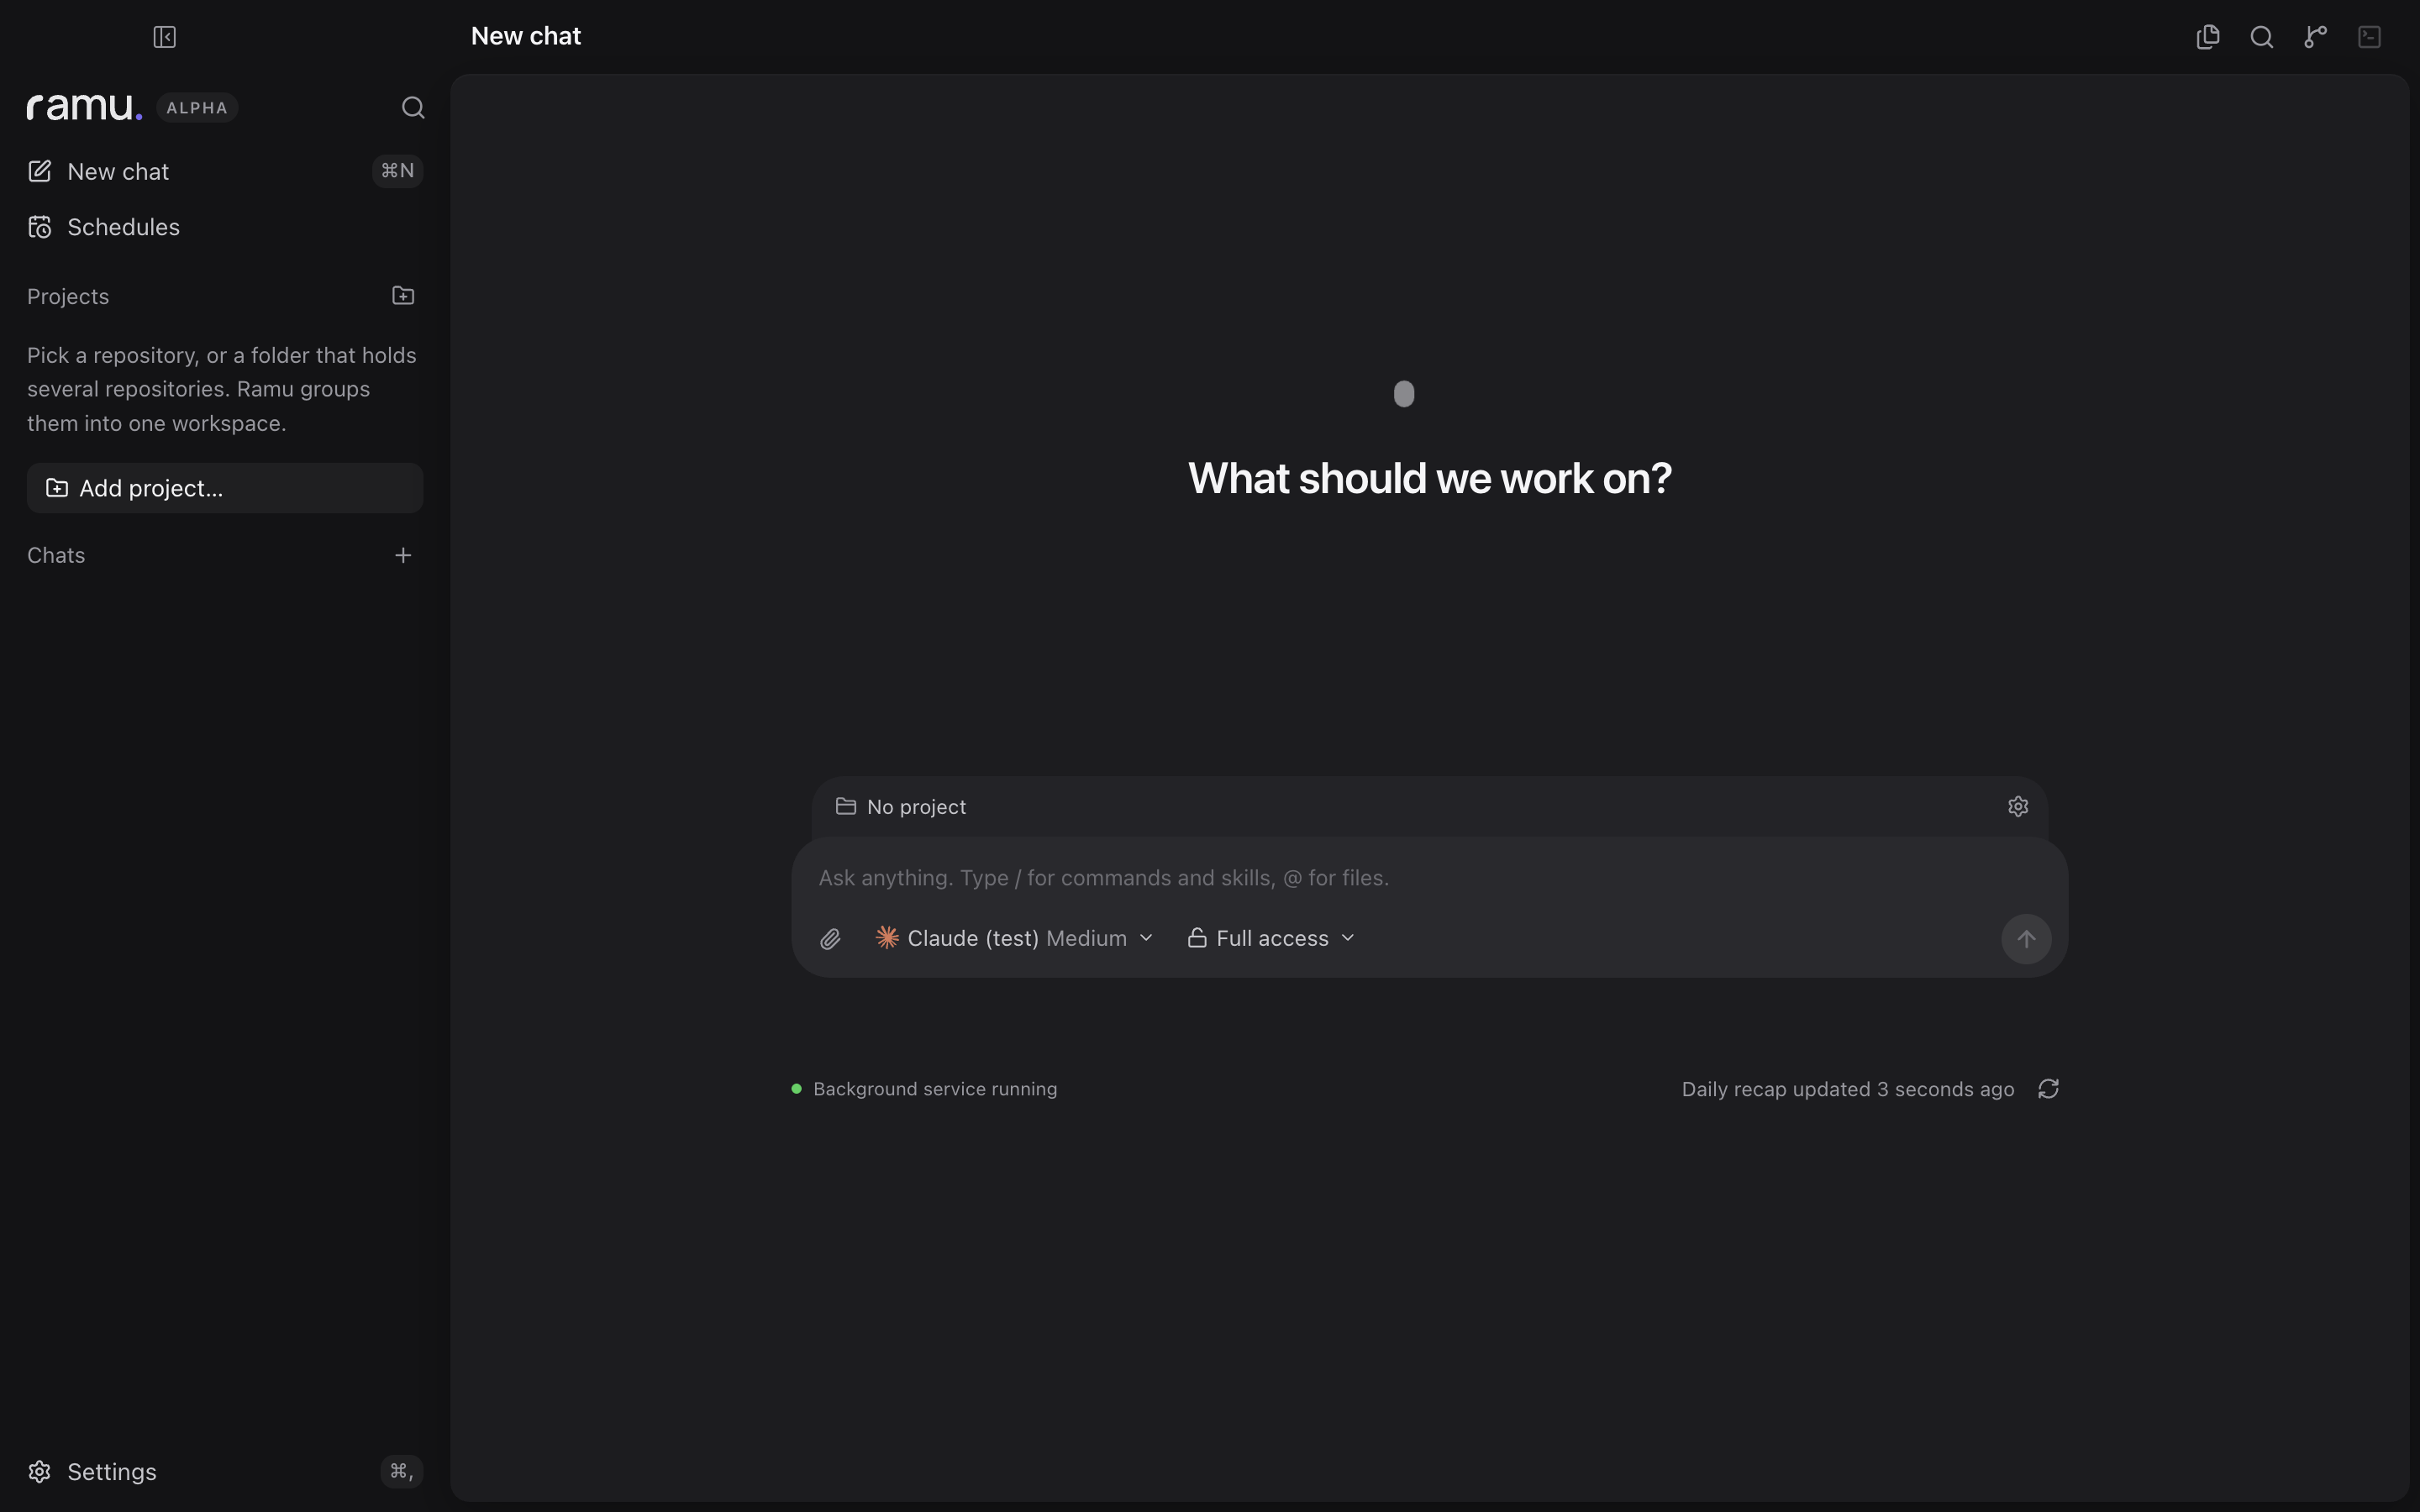 New chat
ramu. ALPHA
New chat ⌘N
Schedules
Projects
Pick a repository, or a folder that holds
several repositories. Ramu groups
them into one workspace.
Add project...
Chats
Settings ⌘,
What should we work on?
No project
Ask anything. Type / for commands and skills, @ for files.
Claude (test) Medium Full access
Background service running Daily recap updated 3 seconds ago